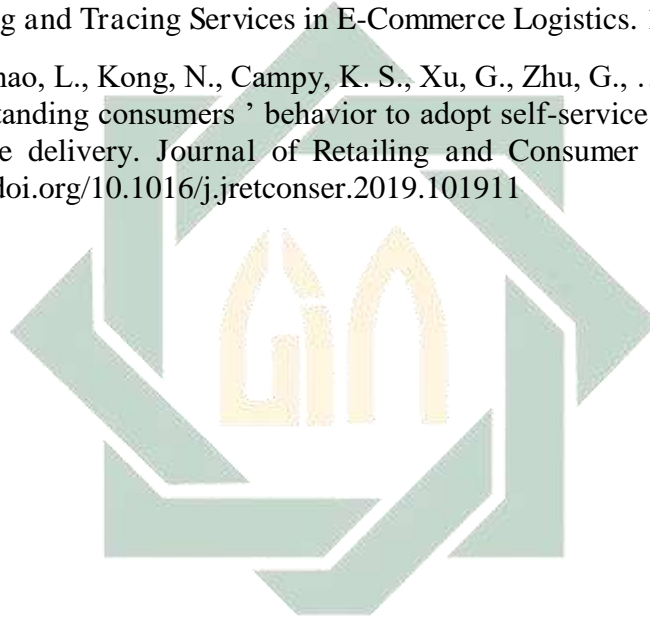 ng and Tracing Services in E-Commerce Logistics.
hao, L., Kong, N., Campy, K. S., Xu, G., Zhu, G., …
tanding consumers ’ behavior to adopt self-service
e delivery. Journal of Retailing and Consumer
doi.org/10.1016/j.jretconser.2019.101911